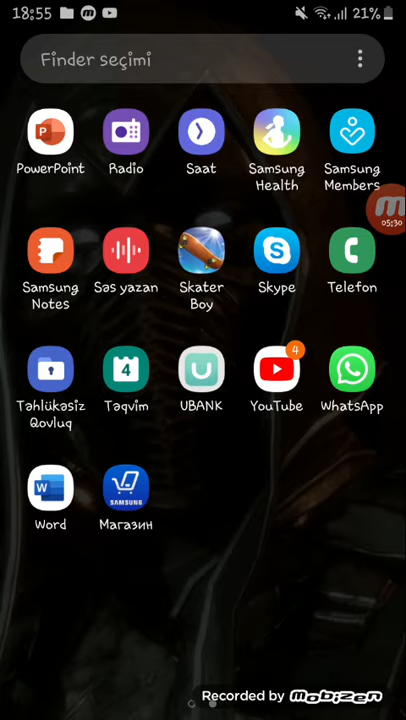 18:55
21%
Finder seçimi
PowerPoint
Radio
Saat
Samsung
Health
Samsung
Members
05:30
Samsung
Notes
Səs yazan
Skater
Boy
Skype
Telefon
4
Təhlükəsiz
Qovluq
Təqvim
UBANK
YouTube
WhatsApp
4
SAMSUNG
Word
Магазин
Recorded by Mobizen